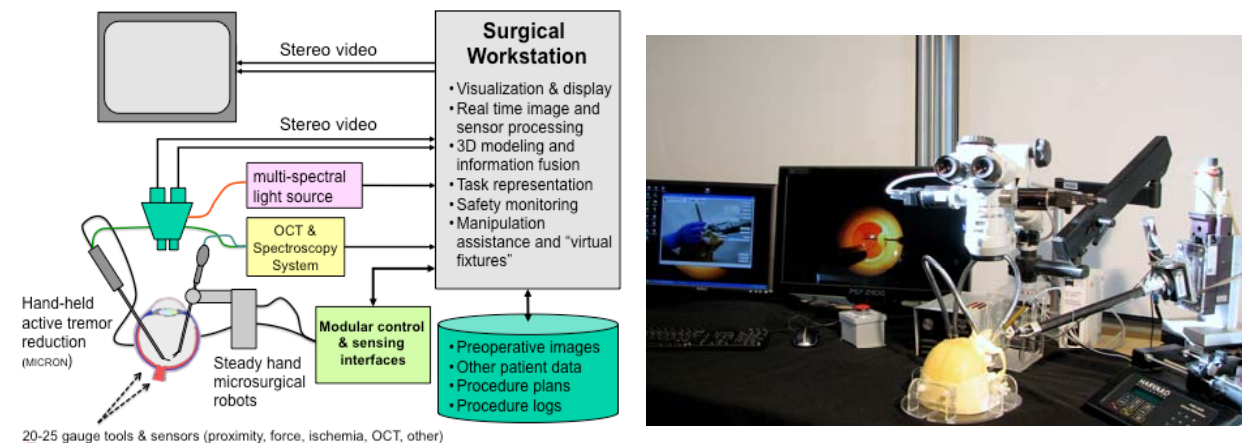 Stereo video
Stereo video
multi-spectral
light source
OCT &
Spectroscopy
System
Surgical
Workstation
• Visualization & display
• Real time image and
sensor processing
• 3D modeling and
information fusion
• Task representation
• Safety monitoring
• Manipulation
assistance and “virtual
fixtures”
Hand-held
active tremor
reduction
(MICRON)
Steady hand
microsurgical
robots
Modular control
& sensing
interfaces
• Preoperative images
• Other patient data
• Procedure plans
• Procedure logs
20-25 gauge tools & sensors (proximity, force, ischemia, OCT, other)
HARVARD